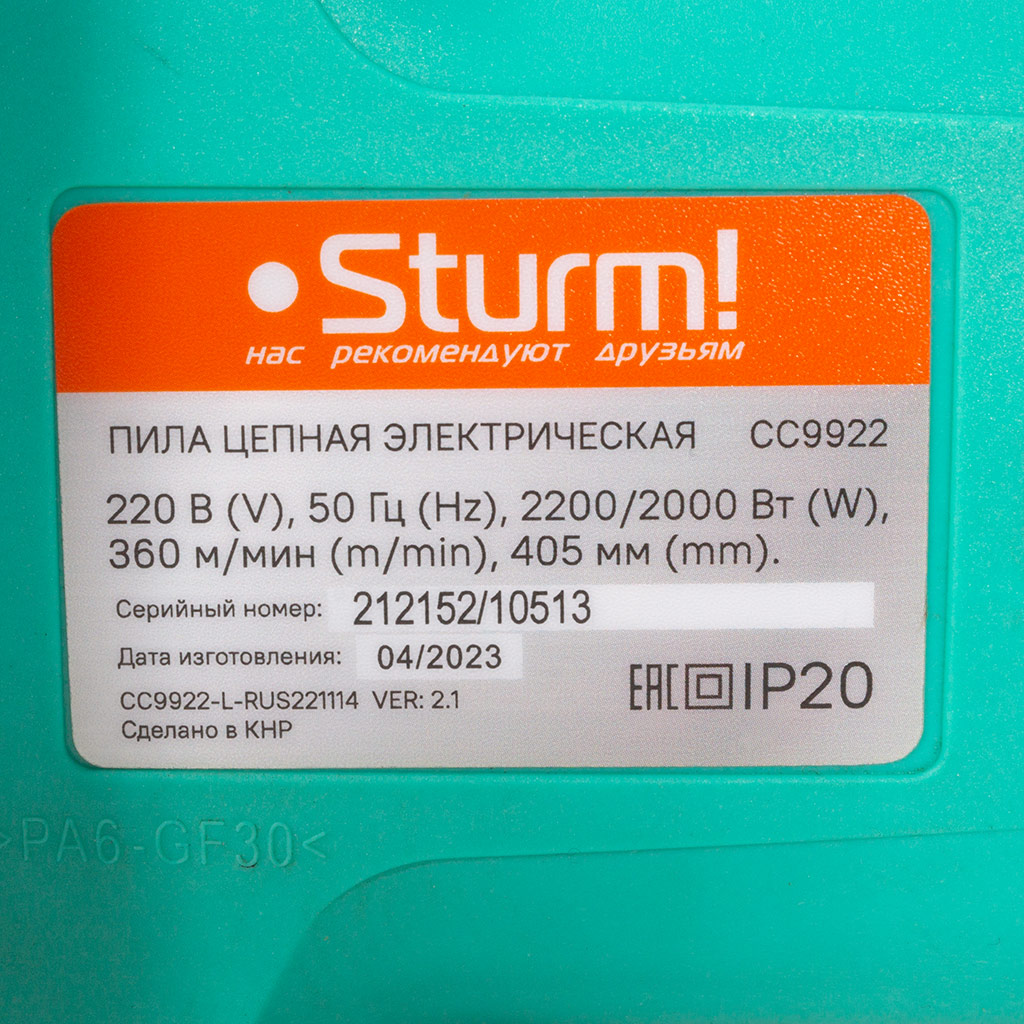 Sturm!
нас рекомендуют друзьям
ПИЛА ЦЕПНАЯ ЭЛЕКТРИЧЕСКАЯ CC9922
220 В (V), 50 Гц (Hz), 2200/2000 Вт (W),
360 м/мин (m/min), 405 мм (mm).
Серийный номер: 212152/10513
Дата изготовления: 04/2023
CC9922-L-RUS221114 VER: 2.1
Сделано в КНР
EAC IP20
>PA6-GF30<